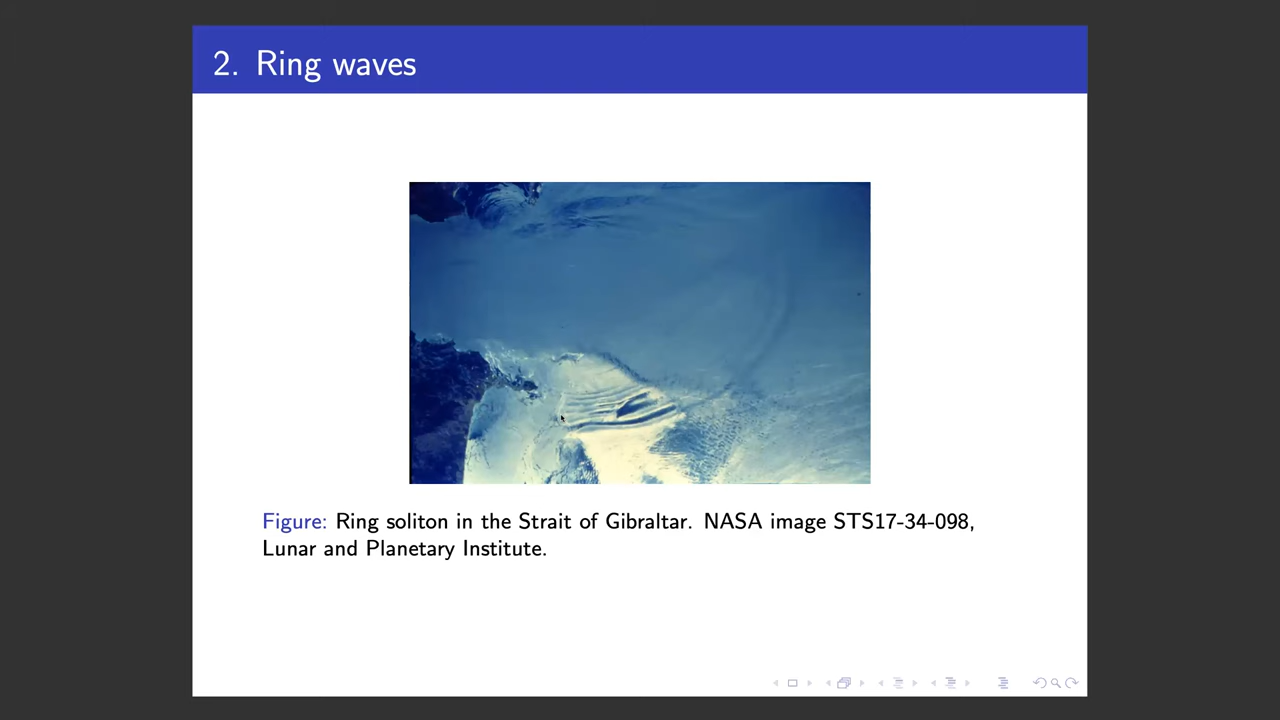 2. Ring waves
Figure: Ring soliton in the Strait of Gibraltar. NASA image STS17-34-098,
Lunar and Planetary Institute.